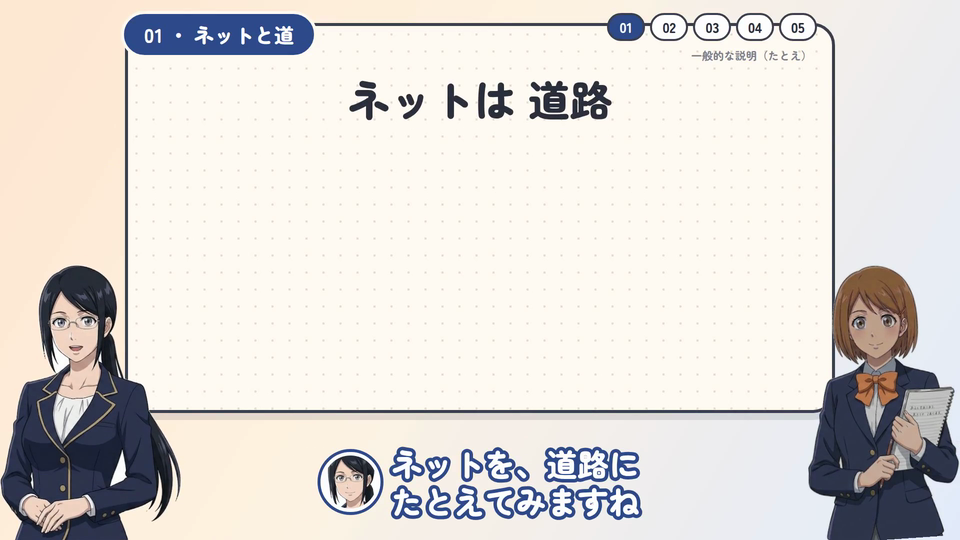 01 ・ ネットと道
01 02 03 04 05
一般的な説明（たとえ）
ネットは 道路
ネットを、道路に
たとえてみますね